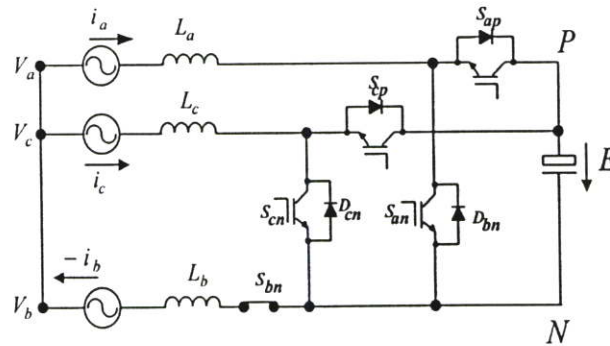 i_a
L_a
S_ap
P
V_a
S_cp
L_c
V_c
i_c
E
S_cn
D_cn
S_an
D_bn
-i_b
L_b
S_bn
V_b
N